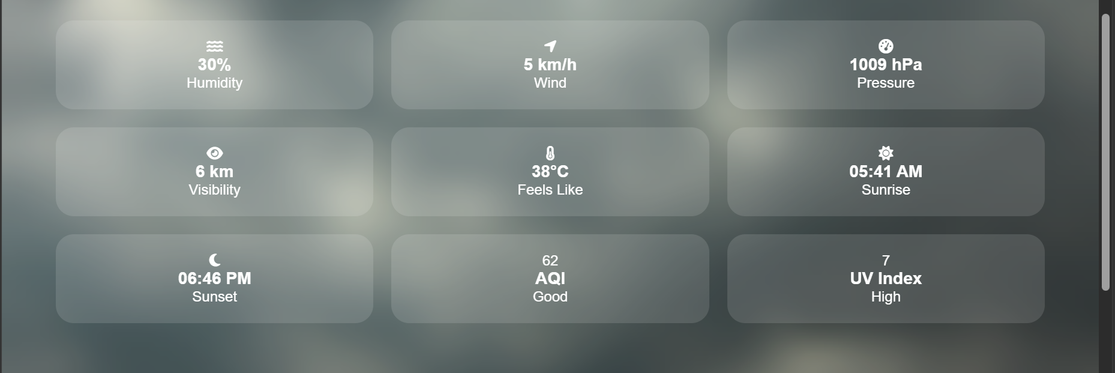 30%
Humidity
5 km/h
Wind
1009 hPa
Pressure
6 km
Visibility
38°C
Feels Like
05:41 AM
Sunrise
06:46 PM
Sunset
62
AQI
Good
7
UV Index
High